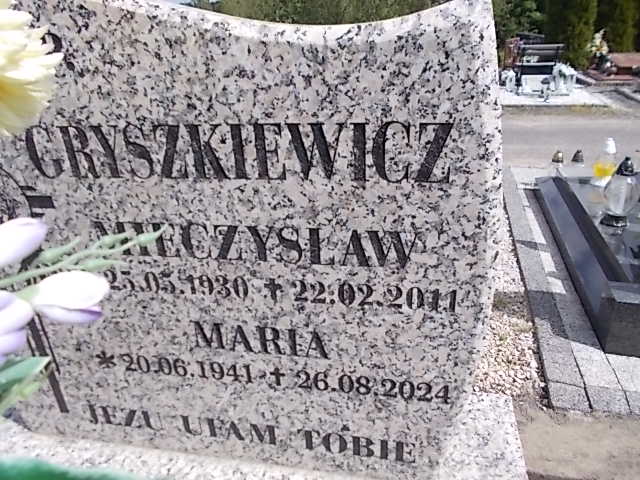 GRYSZKIEWICZ
MIECZYSŁAW
25.05.1930 ✝ 22.02.2011
MARIA
*20.06.1941 ✝ 26.08.2024
JEZU UFAM TOBIE